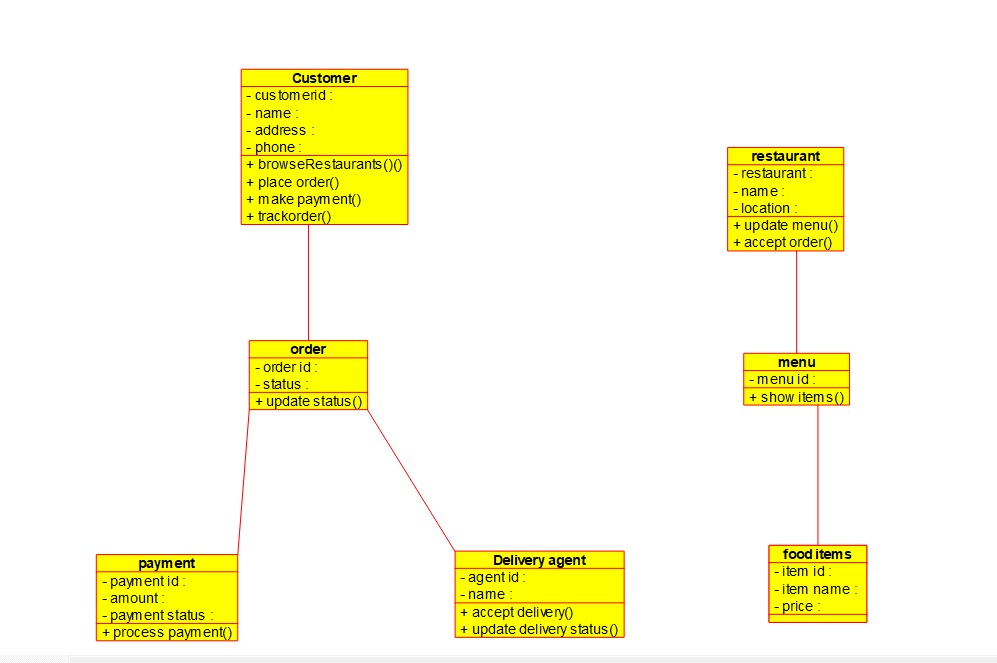 Customer
- customerid :
- name :
- address :
- phone :
+ browseRestaurants()()
+ place order()
+ make payment()
+ trackorder()
restaurant
- restaurant :
- name :
- location :
+ update menu()
+ accept order()
order
- order id :
- status :
+ update status()
menu
- menu id :
+ show items()
payment
- payment id :
- amount :
- payment status :
+ process payment()
Delivery agent
- agent id :
- name :
+ accept delivery()
+ update delivery status()
food items
- item id :
- item name :
- price :